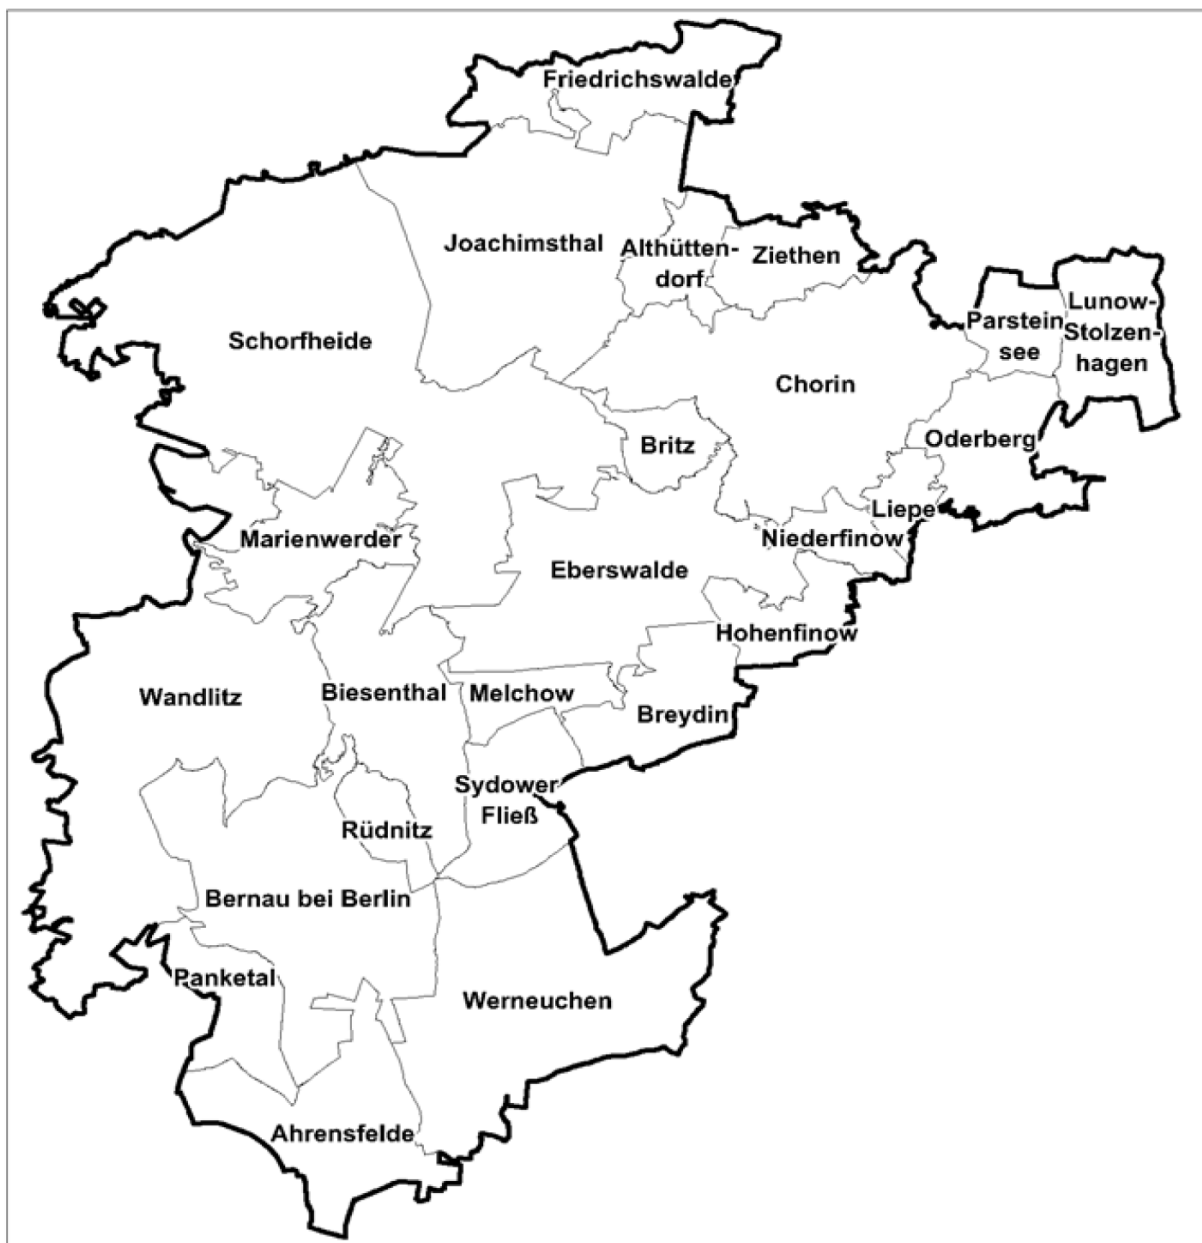 Friedrichswalde
Joachimsthal
Althütten-
dorf
Ziethen
Lunow-
Stolzen-
hagen
Parstein
see
Schorfheide
Chorin
Britz
Oderberg
Liepe
Marienwerder
Niederfinow
Eberswalde
Hohenfinow
Wandlitz
Biesenthal
Melchow
Breydin
Sydower
Fließ
Rüdnitz
Bernau bei Berlin
Panketal
Werneuchen
Ahrensfelde